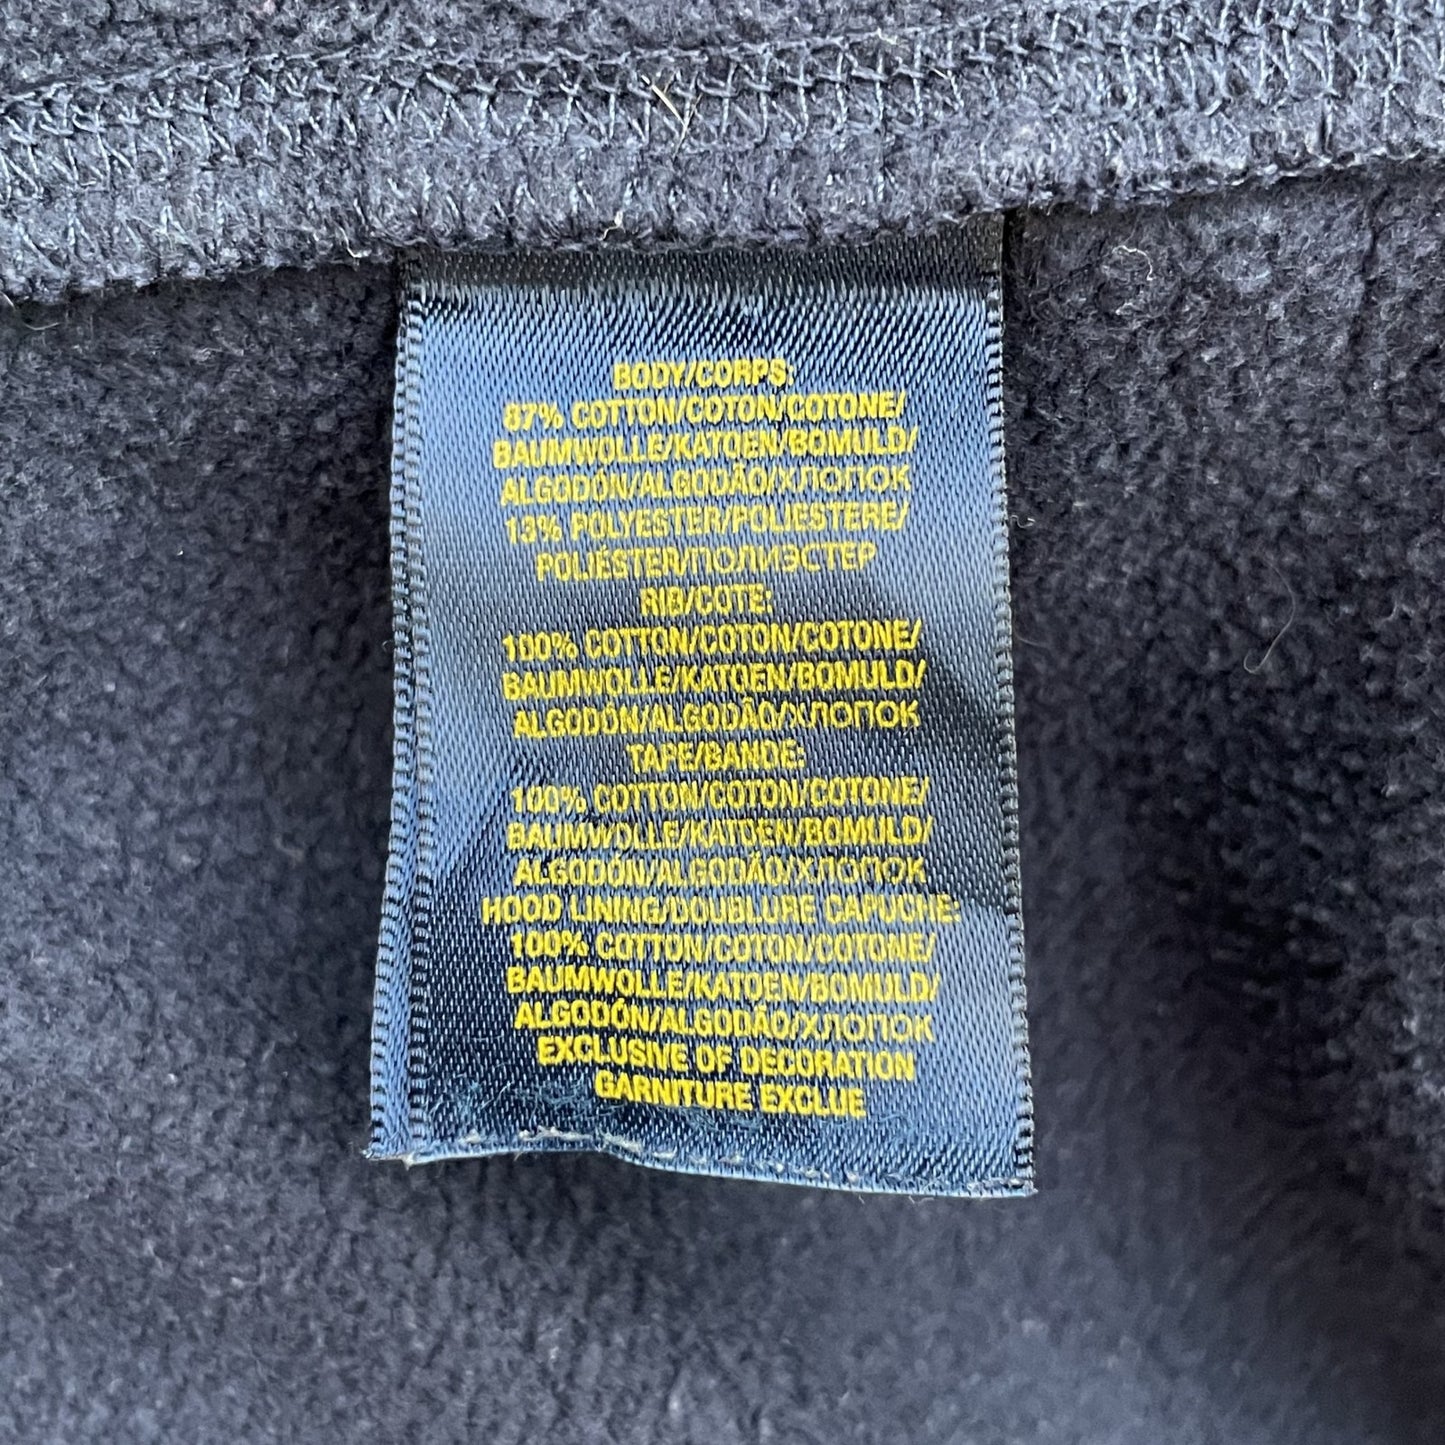 BODY/CORPS:
87% COTTON/COTON/COTONE/
BAUMWOLLE/KATOEN/BOMULD/
ALGODÓN/ALGODÃO/ХЛОПОК
13% POLYESTER/POLIESTERE/
POLIÉSTER/ПОЛИЭСТЕР
RIB/COTE:
100% COTTON/COTON/COTONE/
BAUMWOLLE/KATOEN/BOMULD/
ALGODÓN/ALGODÃO/ХЛОПОК
TAPE/BANDE:
100% COTTON/COTON/COTONE/
BAUMWOLLE/KATOEN/BOMULD/
ALGODÓN/ALGODÃO/ХЛОПОК
HOOD LINING/DOUBLURE CAPUCHE:
100% COTTON/COTON/COTONE/
BAUMWOLLE/KATOEN/BOMULD/
ALGODÓN/ALGODÃO/ХЛОПОК
EXCLUSIVE OF DECORATION
GARNITURE EXCLUE